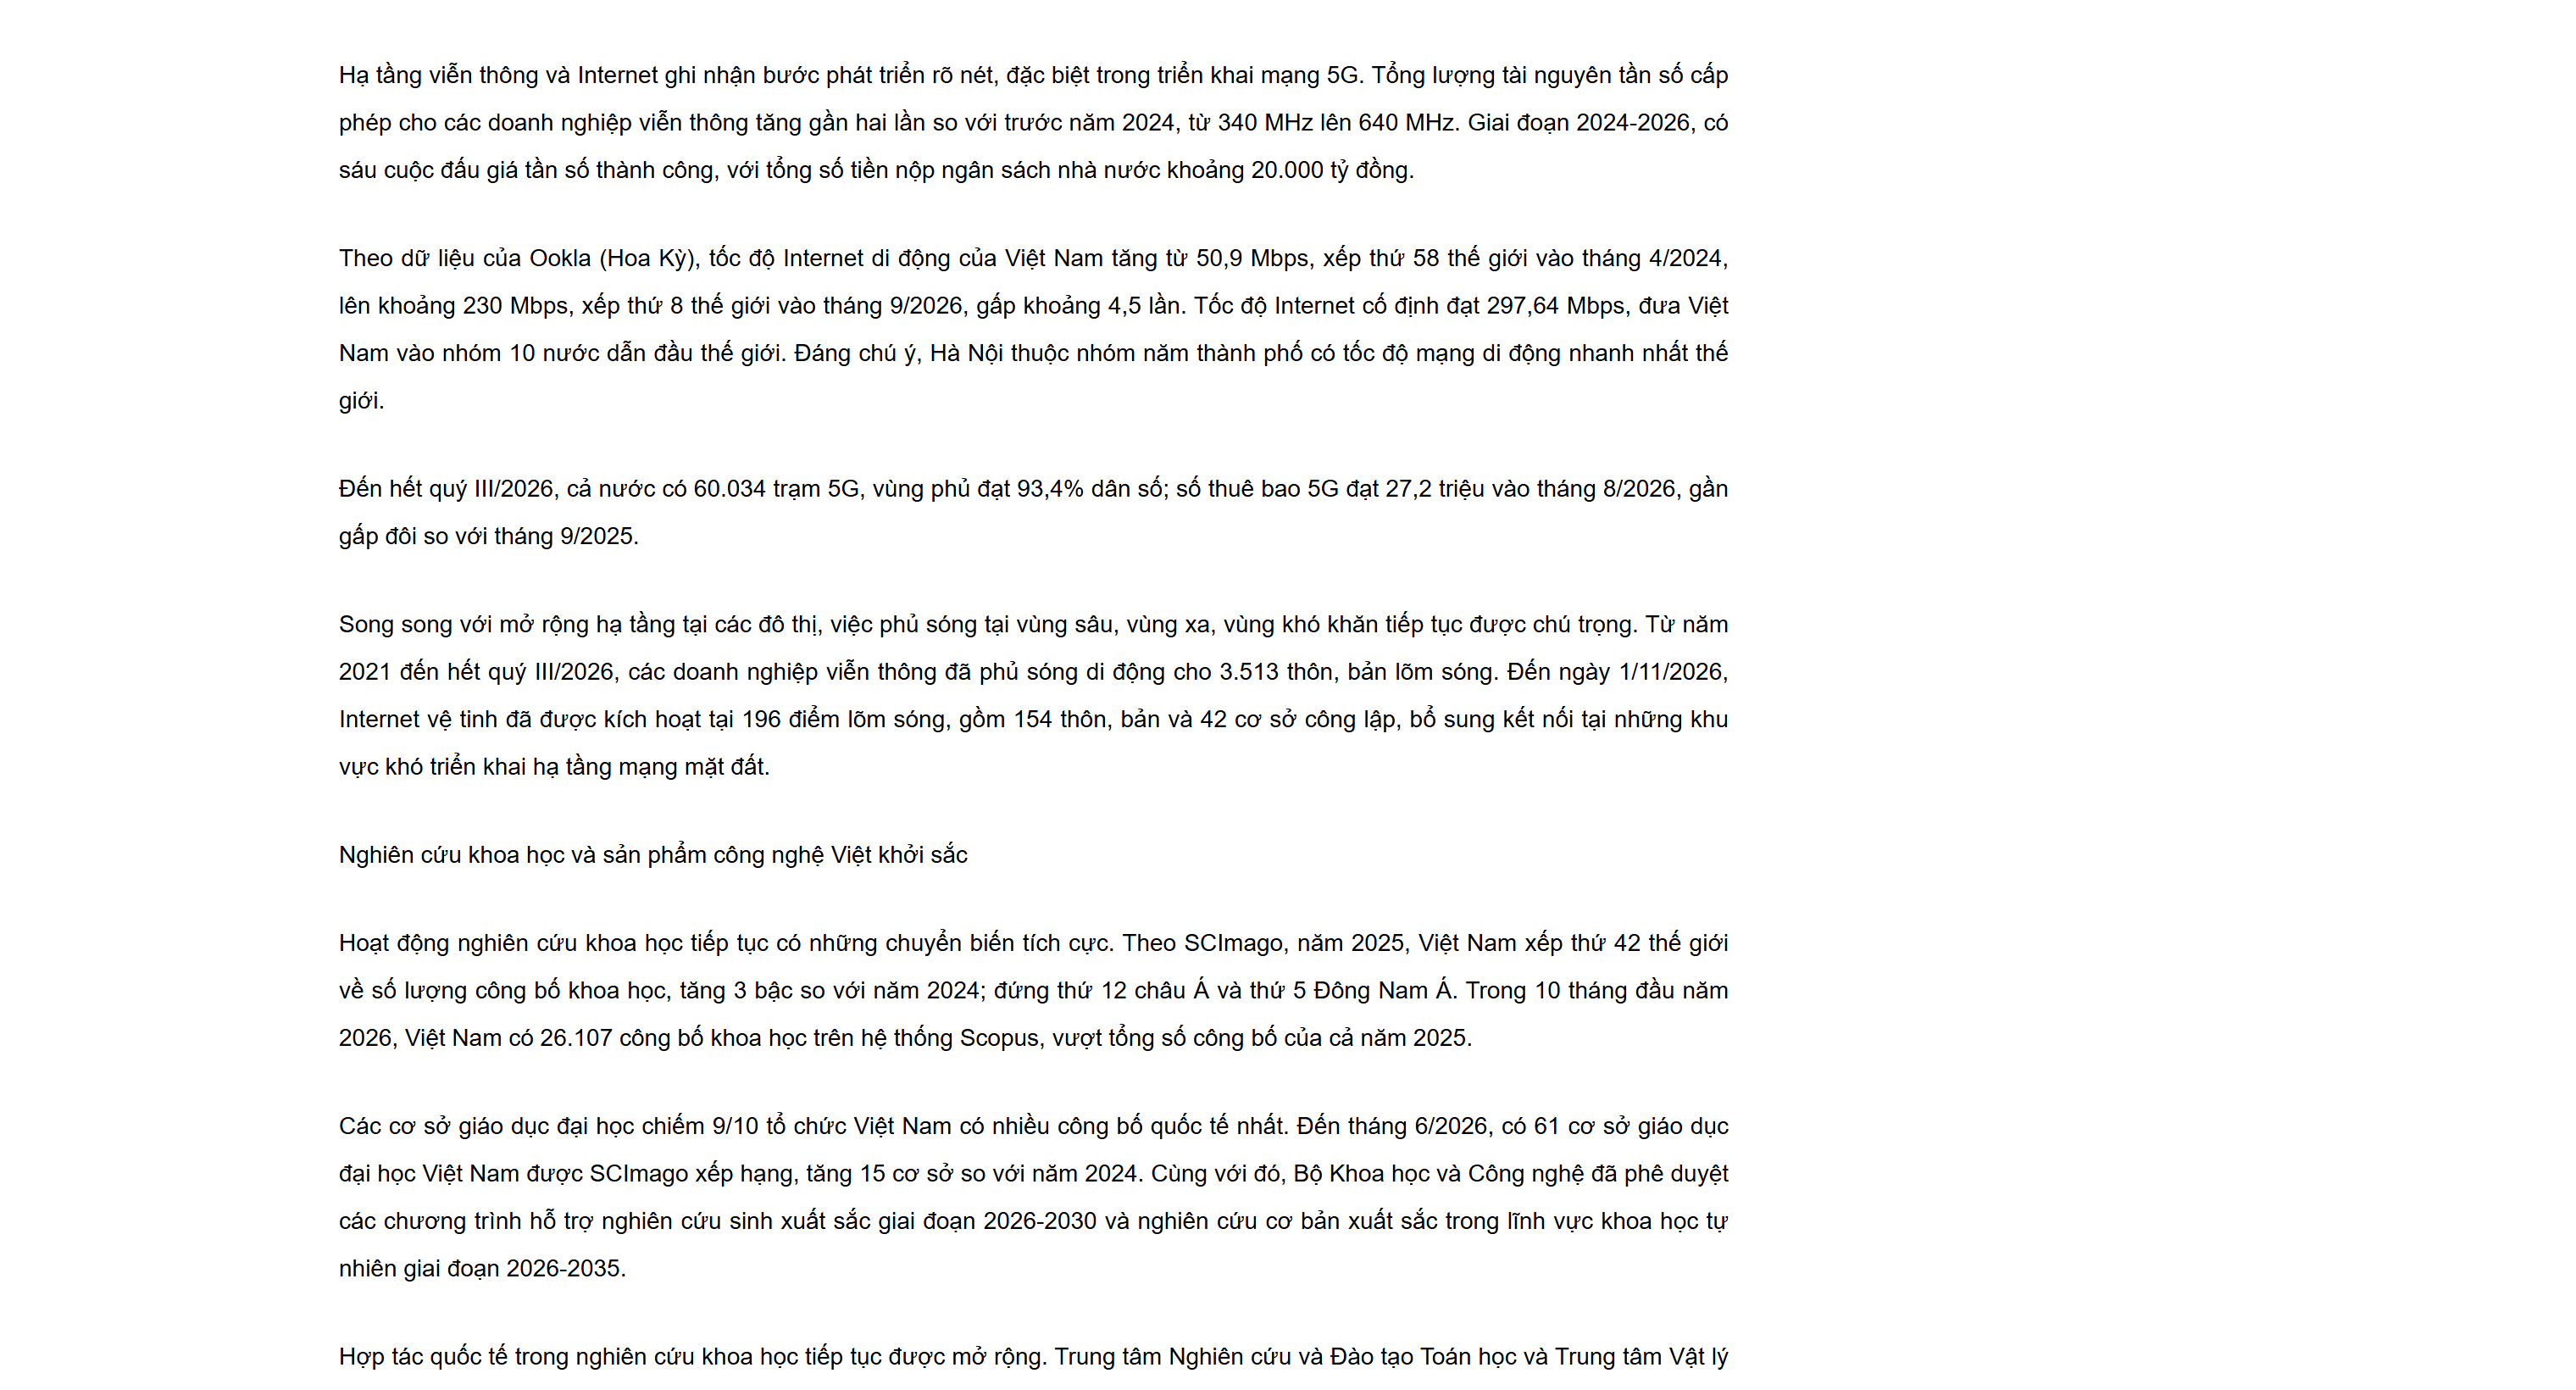 Hạ tầng viễn thông và Internet ghi nhận bước phát triển rõ nét, đặc biệt trong triển khai mạng 5G. Tổng lượng tài nguyên tần số cấp
phép cho các doanh nghiệp viễn thông tăng gần hai lần so với trước năm 2024, từ 340 MHz lên 640 MHz. Giai đoạn 2024-2026, có
sáu cuộc đấu giá tần số thành công, với tổng số tiền nộp ngân sách nhà nước khoảng 20.000 tỷ đồng.
Theo dữ liệu của Ookla (Hoa Kỳ), tốc độ Internet di động của Việt Nam tăng từ 50,9 Mbps, xếp thứ 58 thế giới vào tháng 4/2024,
lên khoảng 230 Mbps, xếp thứ 8 thế giới vào tháng 9/2026, gấp khoảng 4,5 lần. Tốc độ Internet cố định đạt 297,64 Mbps, đưa Việt
Nam vào nhóm 10 nước dẫn đầu thế giới. Đáng chú ý, Hà Nội thuộc nhóm năm thành phố có tốc độ mạng di động nhanh nhất thế
giới.
Đến hết quý III/2026, cả nước có 60.034 trạm 5G, vùng phủ đạt 93,4% dân số; số thuê bao 5G đạt 27,2 triệu vào tháng 8/2026, gần
gấp đôi so với tháng 9/2025.
Song song với mở rộng hạ tầng tại các đô thị, việc phủ sóng tại vùng sâu, vùng xa, vùng khó khăn tiếp tục được chú trọng. Từ năm
2021 đến hết quý III/2026, các doanh nghiệp viễn thông đã phủ sóng di động cho 3.513 thôn, bản lõm sóng. Đến ngày 1/11/2026,
Internet vệ tinh đã được kích hoạt tại 196 điểm lõm sóng, gồm 154 thôn, bản và 42 cơ sở công lập, bổ sung kết nối tại những khu
vực khó triển khai hạ tầng mạng mặt đất.
Nghiên cứu khoa học và sản phẩm công nghệ Việt khởi sắc
Hoạt động nghiên cứu khoa học tiếp tục có những chuyển biến tích cực. Theo SCImago, năm 2025, Việt Nam xếp thứ 42 thế giới
về số lượng công bố khoa học, tăng 3 bậc so với năm 2024; đứng thứ 12 châu Á và thứ 5 Đông Nam Á. Trong 10 tháng đầu năm
2026, Việt Nam có 26.107 công bố khoa học trên hệ thống Scopus, vượt tổng số công bố của cả năm 2025.
Các cơ sở giáo dục đại học chiếm 9/10 tổ chức Việt Nam có nhiều công bố quốc tế nhất. Đến tháng 6/2026, có 61 cơ sở giáo dục
đại học Việt Nam được SCImago xếp hạng, tăng 15 cơ sở so với năm 2024. Cùng với đó, Bộ Khoa học và Công nghệ đã phê duyệt
các chương trình hỗ trợ nghiên cứu sinh xuất sắc giai đoạn 2026-2030 và nghiên cứu cơ bản xuất sắc trong lĩnh vực khoa học tự
nhiên giai đoạn 2026-2035.
Hợp tác quốc tế trong nghiên cứu khoa học tiếp tục được mở rộng. Trung tâm Nghiên cứu và Đào tạo Toán học và Trung tâm Vật lý